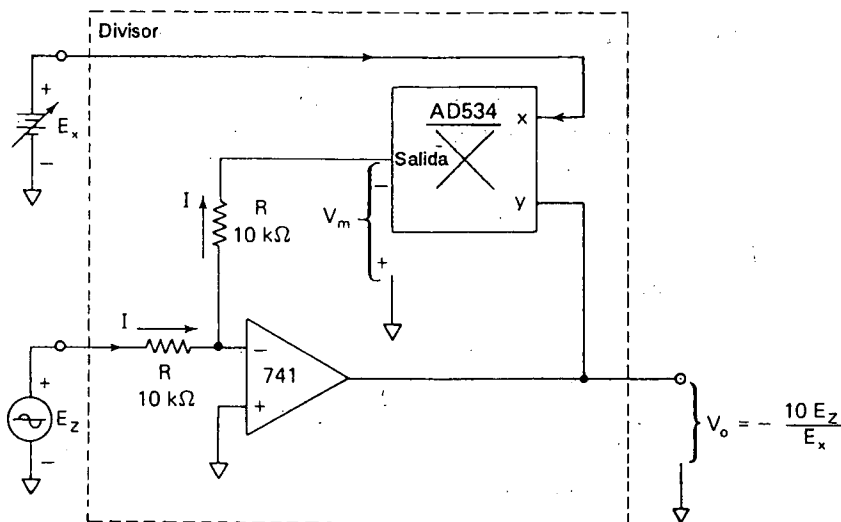 Divisor
+
E_x
−
AD534
x
Salida
−
y
V_m
+
I
R
10 kΩ
I
R
10 kΩ
−
741
+
+
E_Z
−
V_o = − 10 E_Z / E_x